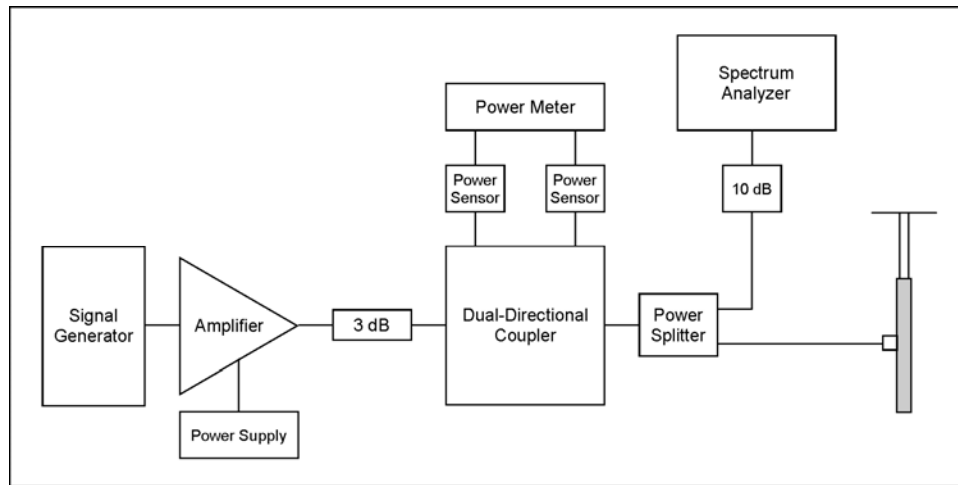 Spectrum
Analyzer
Power Meter
Power
Sensor
Power
Sensor
10 dB
Signal
Generator
Amplifier
3 dB
Dual-Directional
Coupler
Power
Splitter
Power Supply